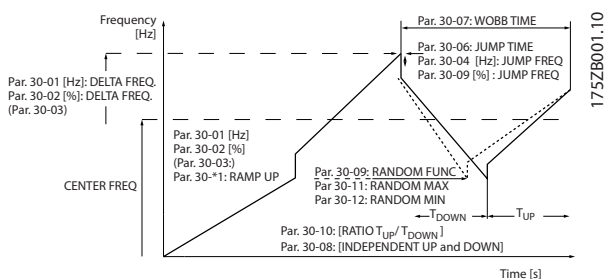 Frequency
[Hz]
Par. 30-07: WOBB TIME
Par. 30-06: JUMP TIME
Par. 30-04 [Hz]: JUMP FREQ
Par. 30-09 [%] : JUMP FREQ
175ZB001.10
Par. 30-01 [Hz]: DELTA FREQ.
Par. 30-02 [%]: DELTA FREQ.
(Par. 30-03)
Par. 30-01 [Hz]
Par. 30-02 [%]
(Par. 30-03:)
Par. 30-*1: RAMP UP
CENTER FREQ
Par. 30-09: RANDOM FUNC
Par 30-11: RANDOM MAX
Par 30-12: RANDOM MIN
TDOWN TUP
Par. 30-10: [RATIO TUP/ TDOWN ]
Par. 30-08: [INDEPENDENT UP and DOWN]
Time [s]